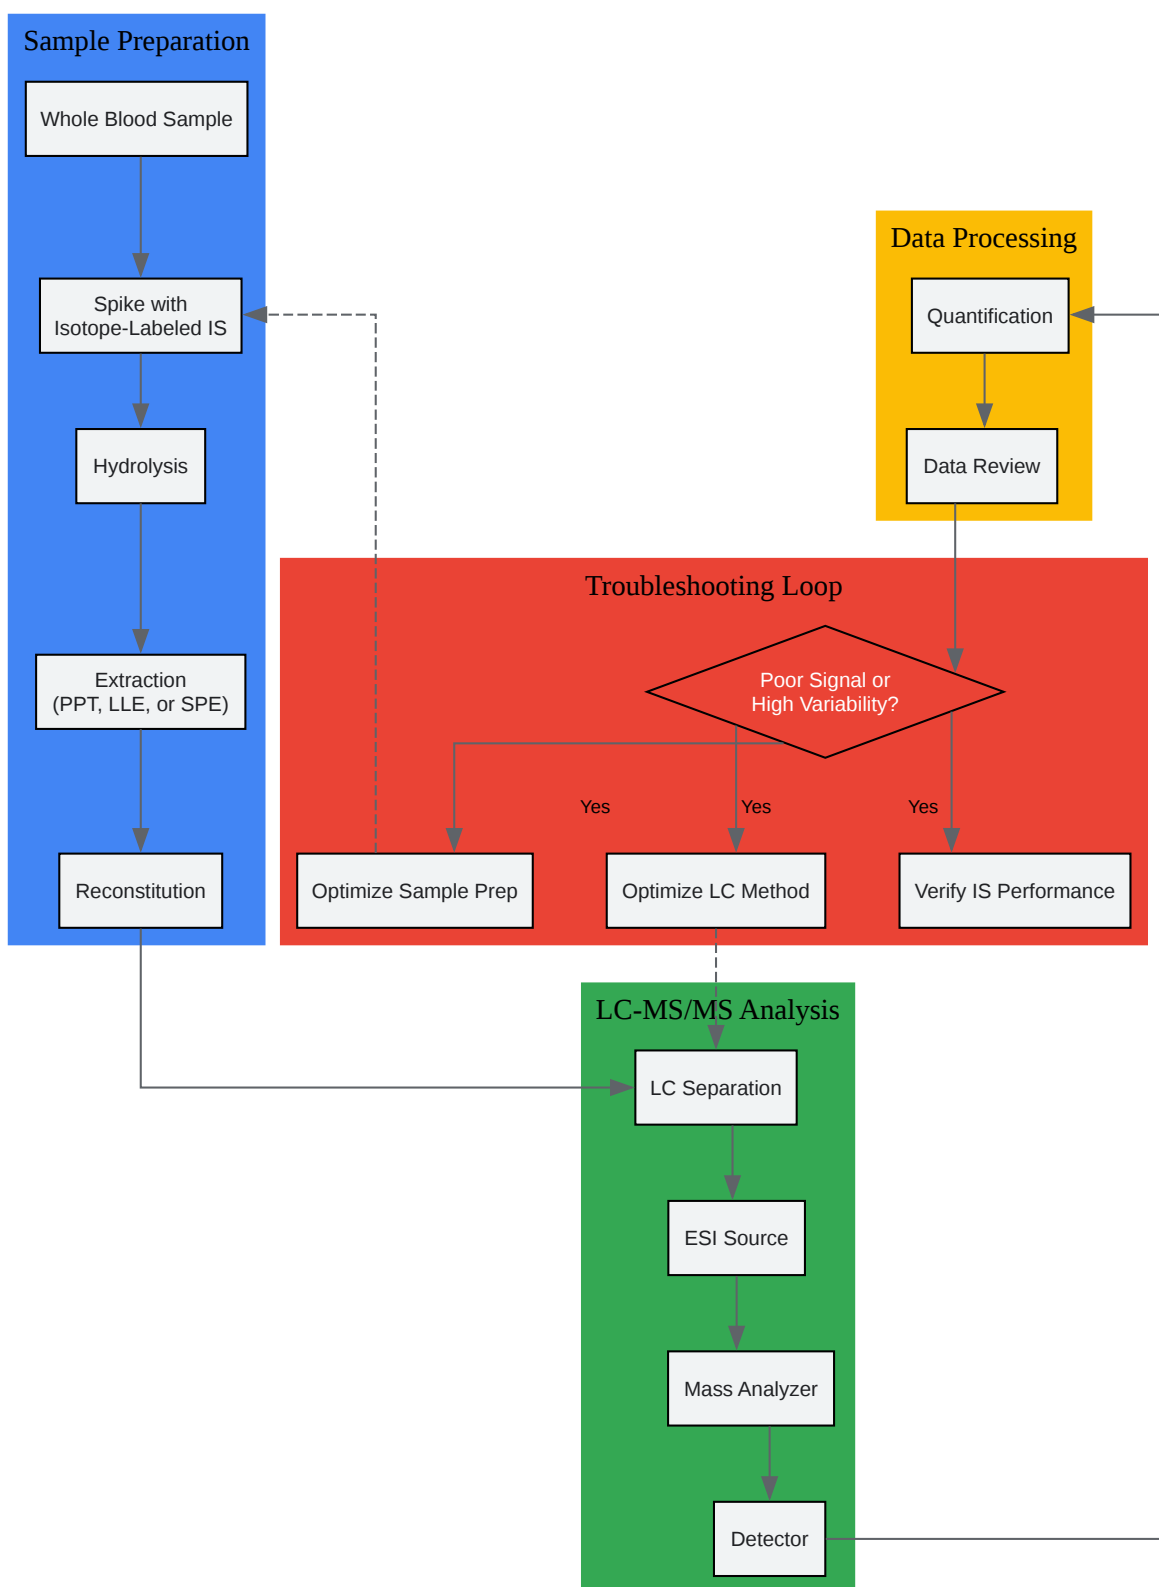 Sample Preparation
Whole Blood Sample
Spike with
Isotope-Labeled IS
Hydrolysis
Extraction
(PPT, LLE, or SPE)
Reconstitution
Data Processing
Quantification
Data Review
Troubleshooting Loop
Poor Signal or
High Variability?
Yes
Yes
Yes
Optimize Sample Prep
Optimize LC Method
Verify IS Performance
LC-MS/MS Analysis
LC Separation
ESI Source
Mass Analyzer
Detector